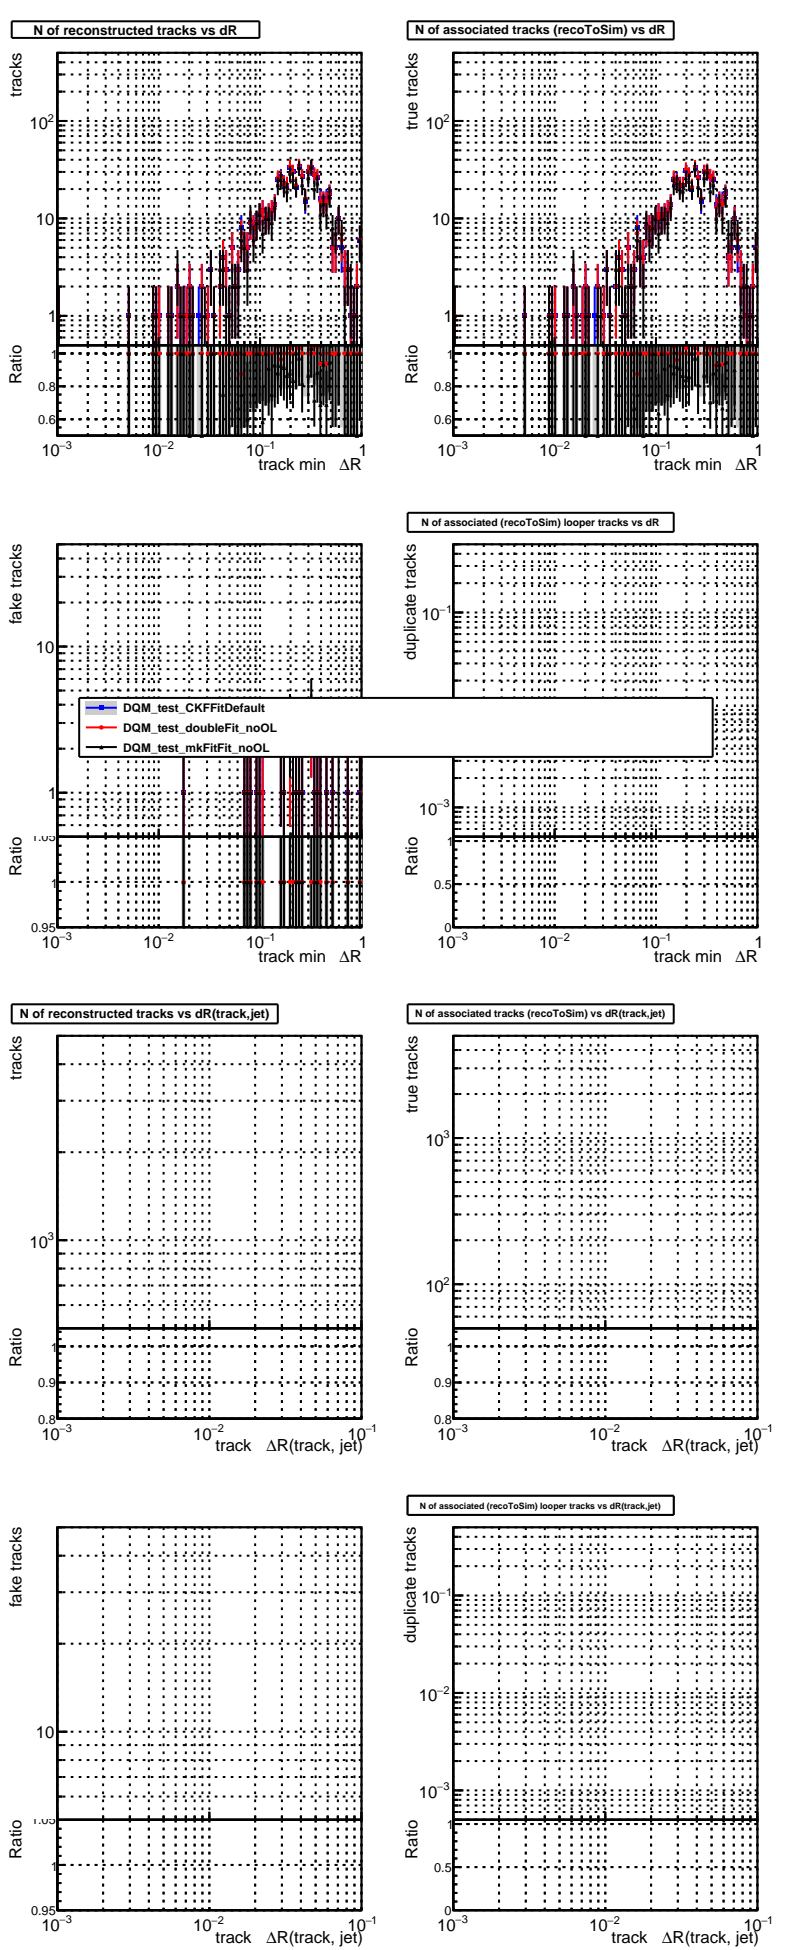 N of reconstructed tracks vs dR
N of associated tracks (recoToSim) vs dR
tracks
10²
10
1
Ratio
1
0.8
0.6
10⁻³
10⁻²
10⁻¹
1
track min ΔR
true tracks
10²
10
1
Ratio
1
0.8
0.6
10⁻³
10⁻²
10⁻¹
1
track min ΔR
N of associated (recoToSim) looper tracks vs dR
fake tracks
10
1
Ratio
1.05
1
0.95
10⁻³
10⁻²
10⁻¹
1
track min ΔR
duplicate tracks
10⁻¹
10⁻³
Ratio
1
0.5
0
10⁻³
10⁻²
10⁻¹
1
track min ΔR
DQM_test_CKFFitDefault
DQM_test_doubleFit_noOL
DQM_test_mkFitFit_noOL
N of reconstructed tracks vs dR(track,jet)
N of associated tracks (recoToSim) vs dR(track,jet)
tracks
10³
Ratio
1
0.9
0.8
10⁻³
10⁻²
10⁻¹
track ΔR(track, jet)
true tracks
10³
10²
Ratio
1
0.9
0.8
10⁻³
10⁻²
10⁻¹
track ΔR(track, jet)
N of associated (recoToSim) looper tracks vs dR(track,jet)
fake tracks
10
Ratio
1.05
1
0.95
10⁻³
10⁻²
10⁻¹
track ΔR(track, jet)
duplicate tracks
10⁻¹
10⁻²
10⁻³
Ratio
1
0.5
0
10⁻³
10⁻²
10⁻¹
track ΔR(track, jet)